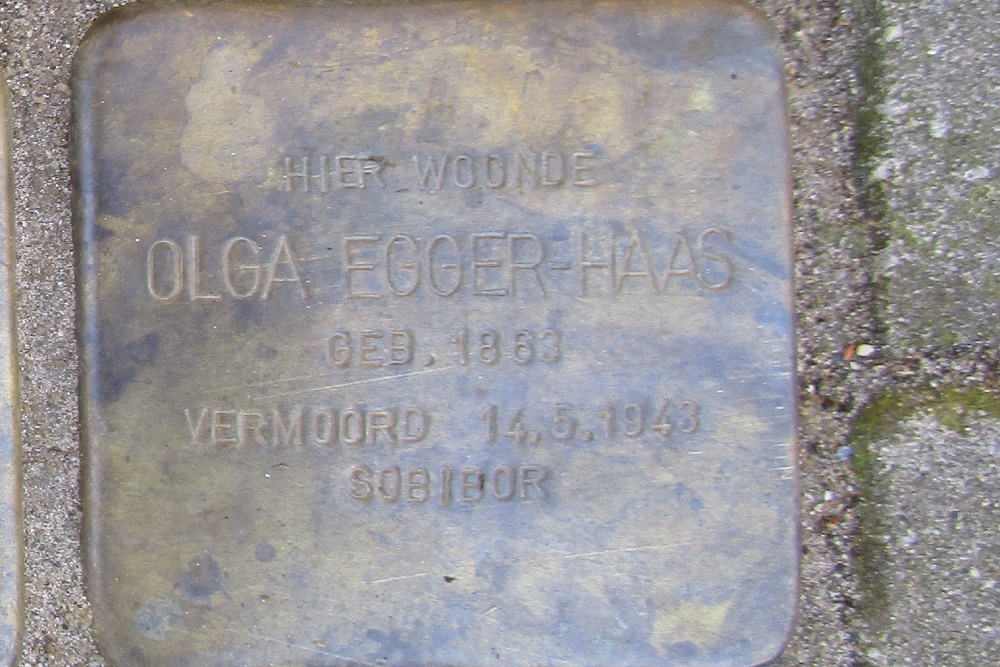 HIER WOONDE
OLGA EGGER-HAAS
GEB. 1863
VERMOORD 14.5.1943
SOBIBOR